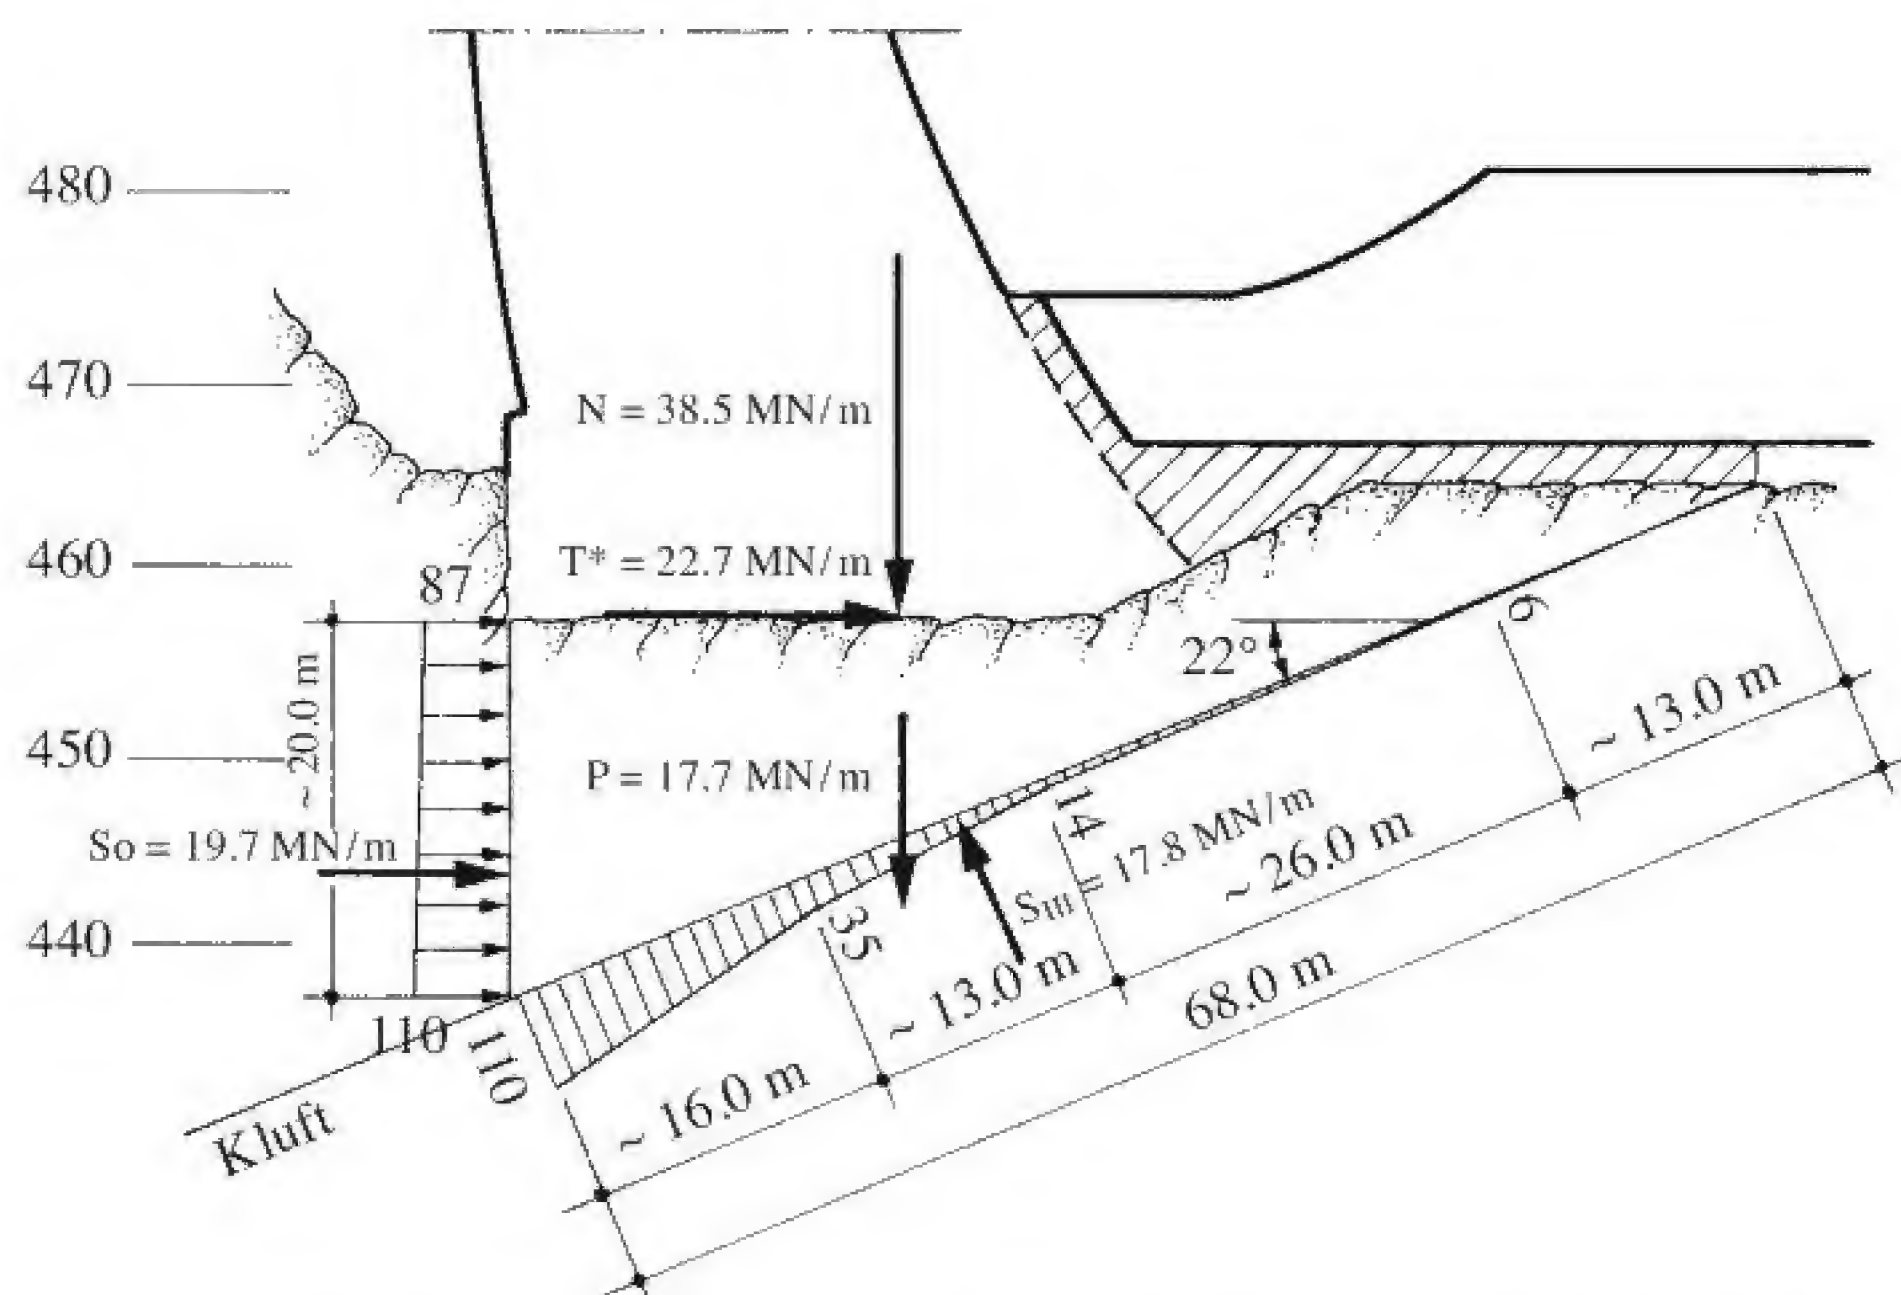 480
470
N = 38.5 MN/m
460
T* = 22.7 MN/m
87
22°
6
~ 13.0 m
~ 20.0 m
450
P = 17.7 MN/m
14
So = 19.7 MN/m
S = 17.8 MN/m
~ 26.0 m
35
440
~ 13.0 m
68.0 m
110
110
~ 16.0 m
Kluft